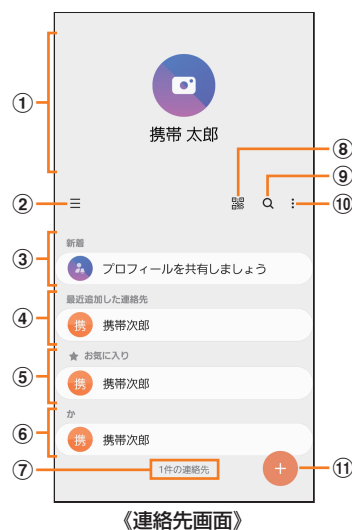 ①
携帯 太郎
⑧
⑨
② ⑩
新着
③ プロフィールを共有しましょう
最近追加した連絡先
④ 携 携帯次郎
★ お気に入り
⑤ 携 携帯次郎
か
⑥ 携 携帯次郎
⑦ 1件の連絡先 ⑪
《連絡先画面》